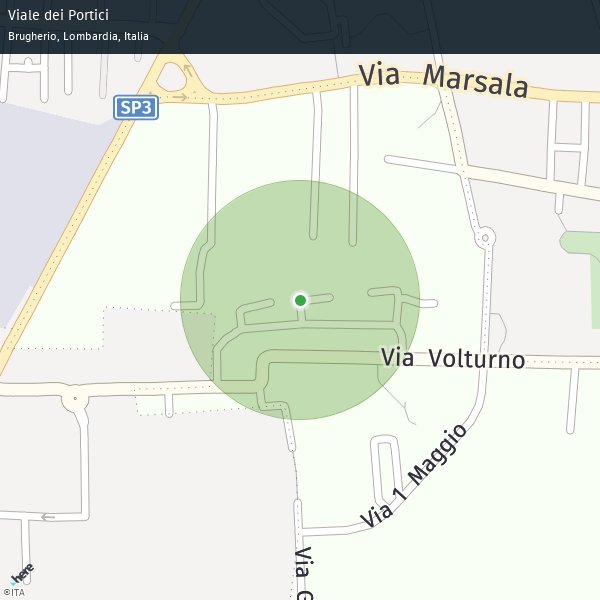 Viale dei Portici
Brugherio, Lombardia, Italia
Via Marsala
SP3
Via Volturno
Via 1 Maggio
Via G
here
©ITA